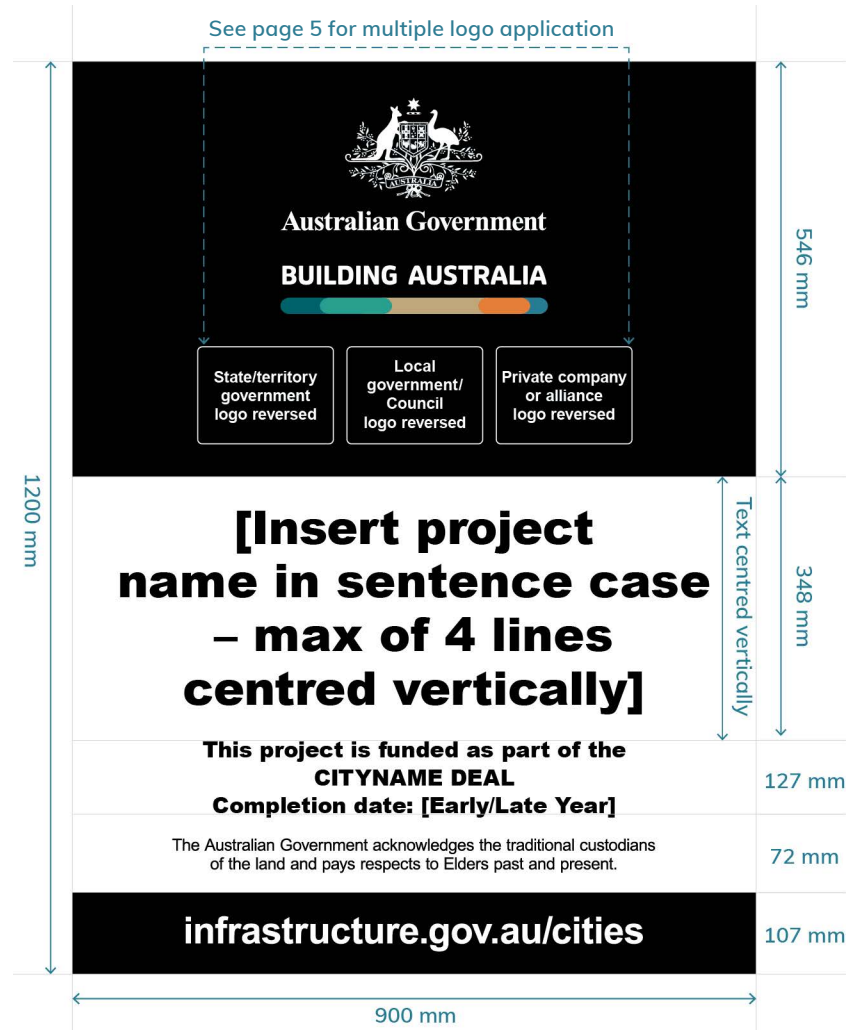 See page 5 for multiple logo application
AUSTRALIA
Australian Government
BUILDING AUSTRALIA
State/territory
government
logo reversed
Local
government/
Council
logo reversed
Private company
or alliance
logo reversed
546 mm
1200 mm
[Insert project
name in sentence case
– max of 4 lines
centred vertically]
Text centred vertically
348 mm
This project is funded as part of the
CITYNAME DEAL
Completion date: [Early/Late Year]
127 mm
The Australian Government acknowledges the traditional custodians
of the land and pays respects to Elders past and present.
72 mm
infrastructure.gov.au/cities
107 mm
900 mm